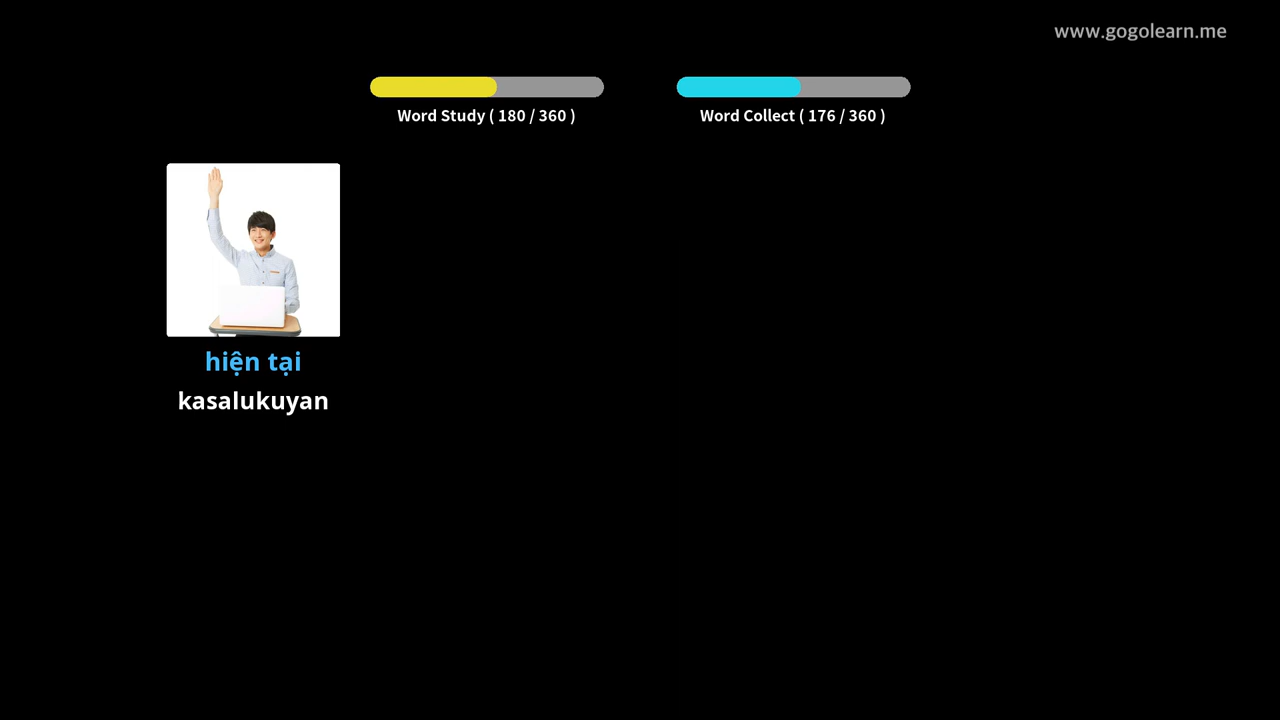 www.gogolearn.me
Word Study ( 180 / 360 )
Word Collect ( 176 / 360 )
hiện tại
kasalukuyan